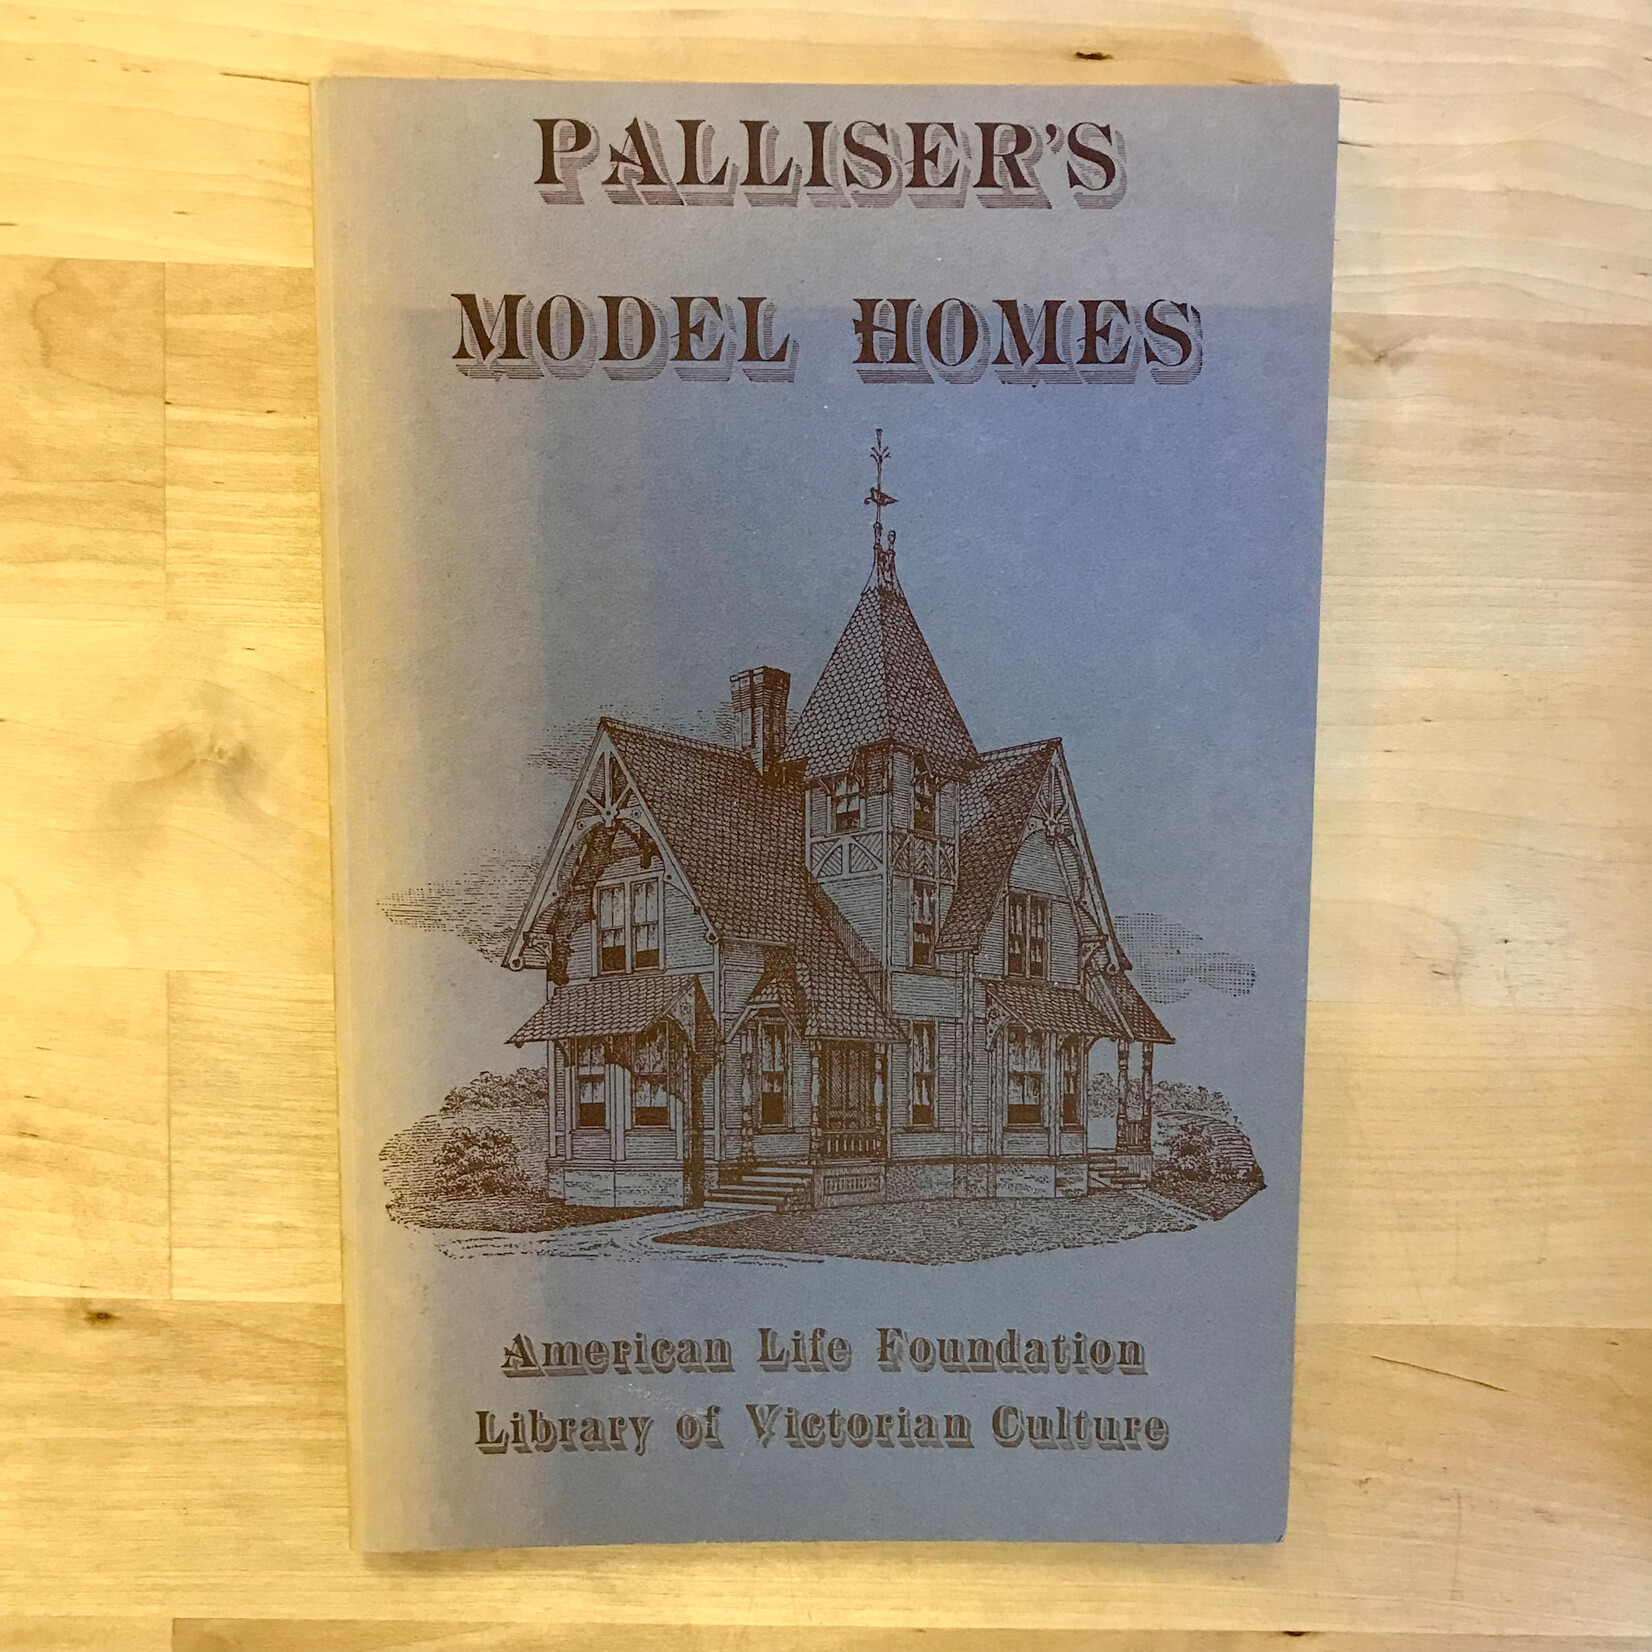 PALLISER'S
MODEL HOMES
American Life Foundation
Library of Victorian Culture